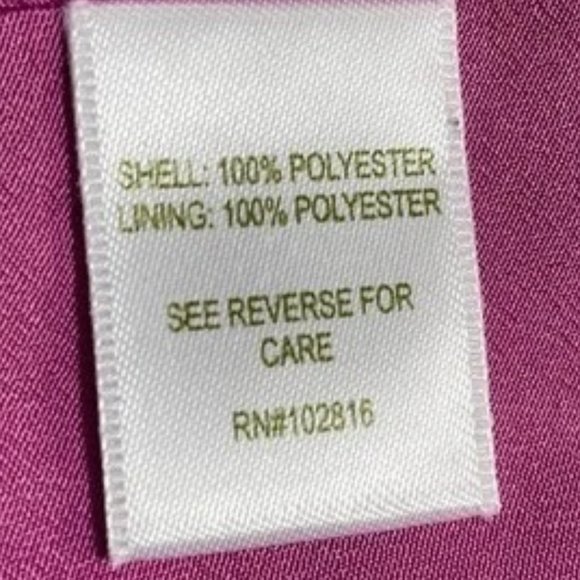 SHELL: 100% POLYESTER
LINING: 100% POLYESTER
SEE REVERSE FOR
CARE
RN#102816